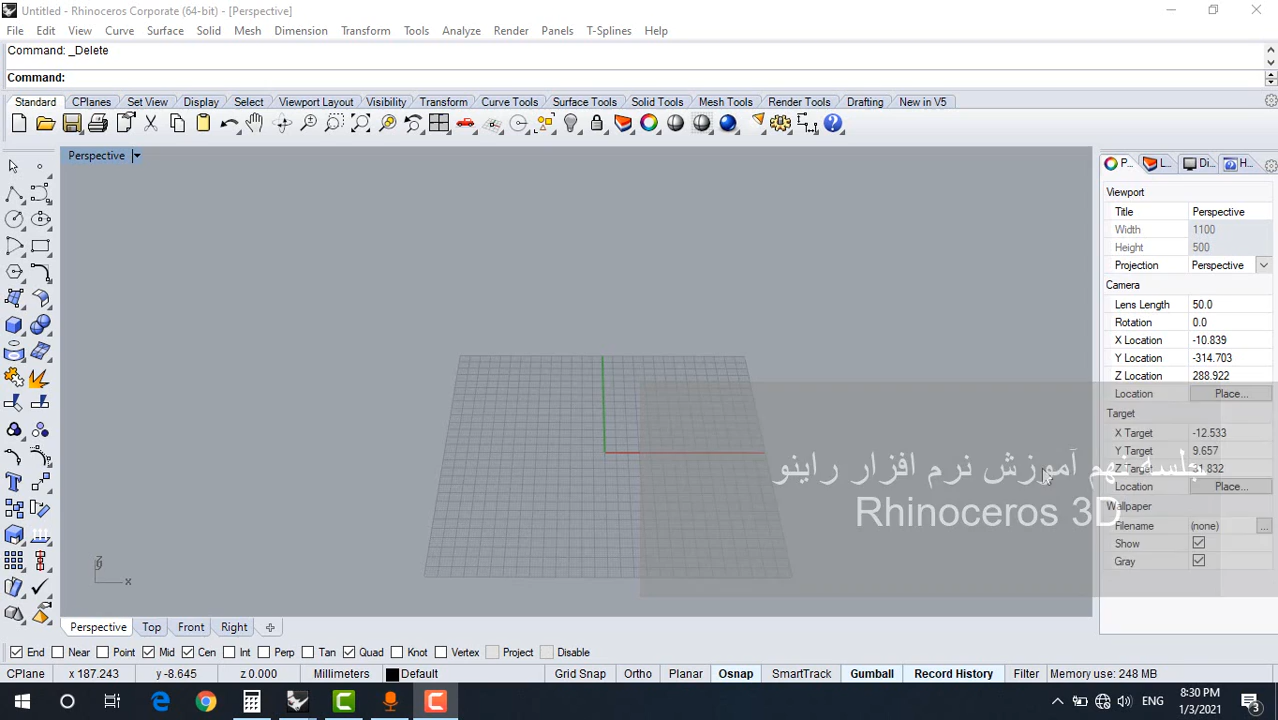 Untitled - Rhinoceros Corporate (64-bit) - [Perspective]
File Edit View Curve Surface Solid Mesh Dimension Transform Tools Analyze Render Panels T-Splines Help
Command: _Delete
Command:
Standard CPlanes Set View Display Select Viewport Layout Visibility Transform Curve Tools Surface Tools Solid Tools Mesh Tools Render Tools Drafting New in V5
Perspective
P... L... Di... H...
Viewport
Title Perspective
Width 1100
Height 500
Projection Perspective
Camera
Lens Length 50.0
Rotation 0.0
X Location -10.839
Y Location -314.703
Z Location 288.922
Location Place...
Target
X Target -12.533
Y Target 9.657
Z Target
Location Place...
Wallpaper
Filename (none) ...
Show
Gray
جلسه نهم آموزش نرم افزار راینو
Rhinoceros 3D
z y x
Perspective Top Front Right
End Near Point Mid Cen Int Perp Tan Quad Knot Vertex Project Disable
CPlane x 187.243 y -8.645 z 0.000 Millimeters Default Grid Snap Ortho Planar Osnap SmartTrack Gumball Record History Filter Memory use: 248 MB
ENG 8:30 PM
1/3/2021 3